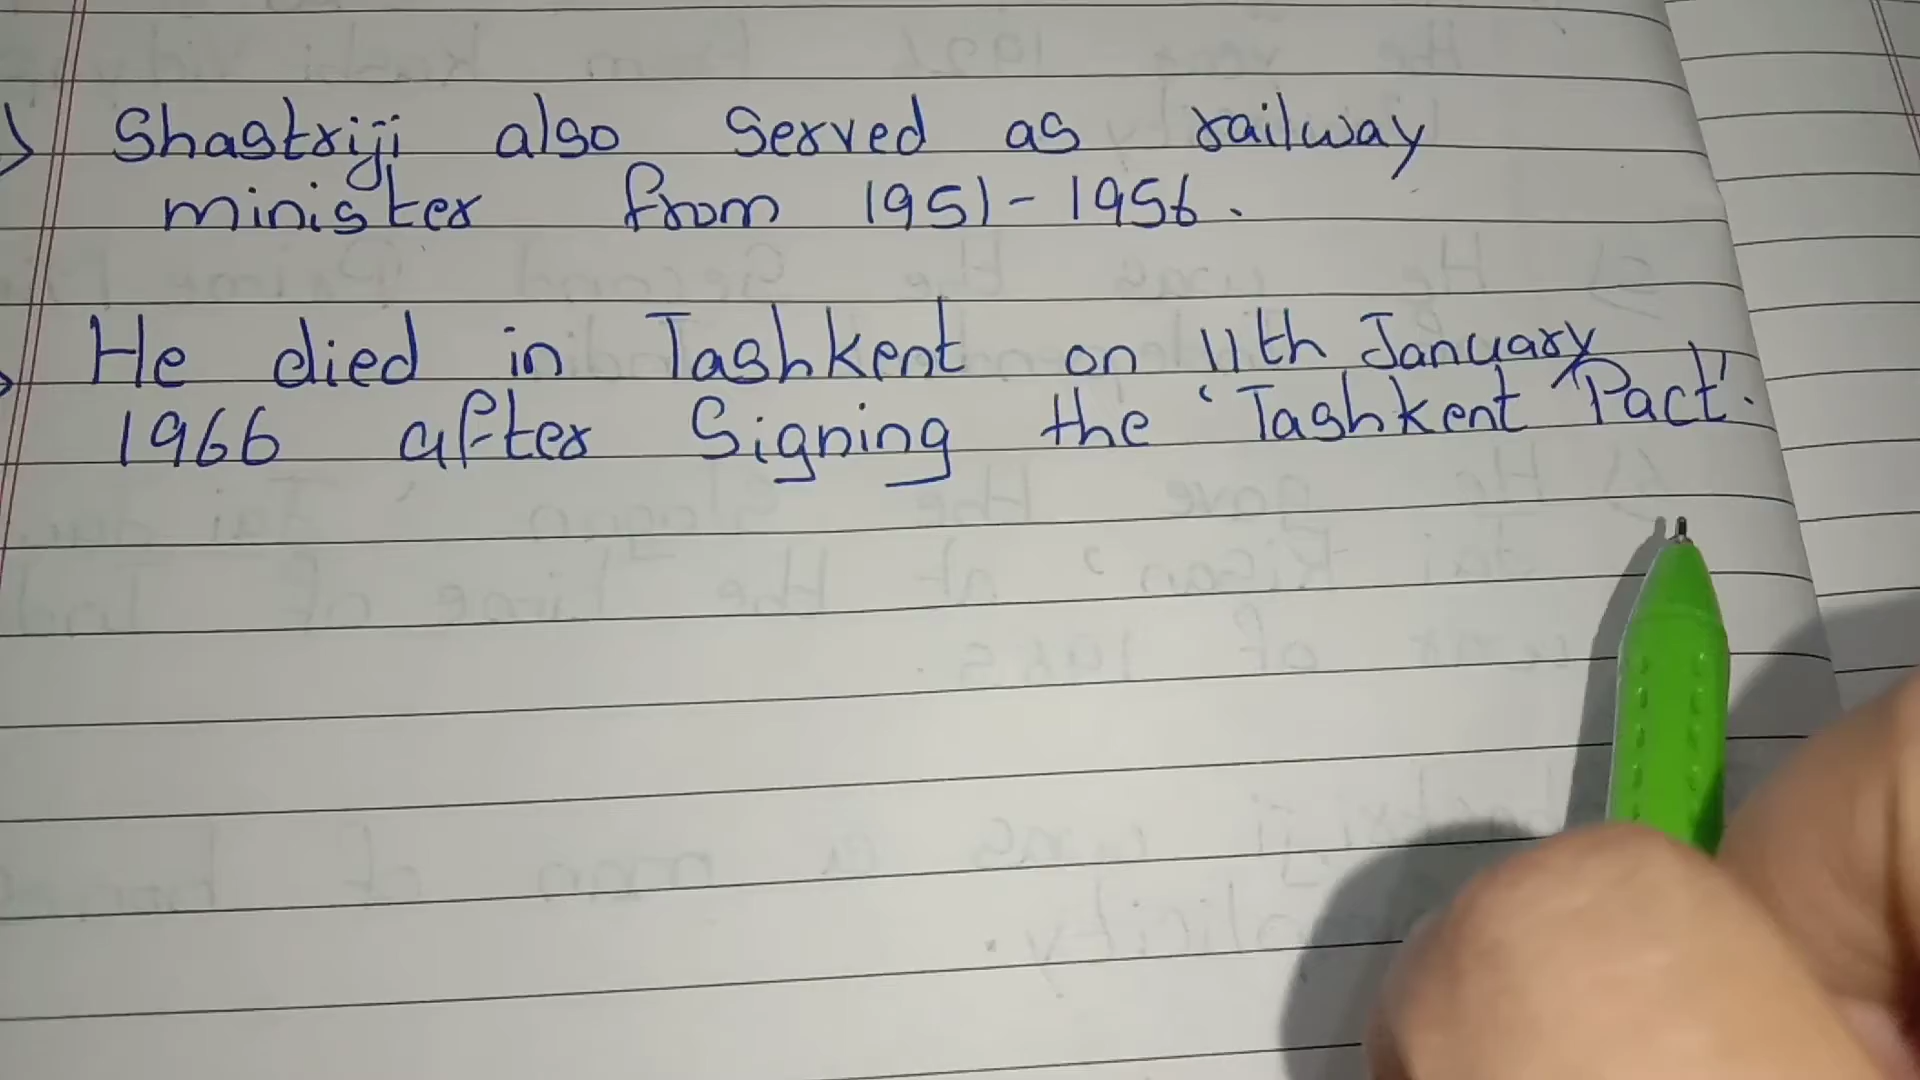 Shastriji also served as railway
minister from 1951-1956.
He died in Tashkent on 11th January
1966 after Signing the 'Tashkent Pact'.